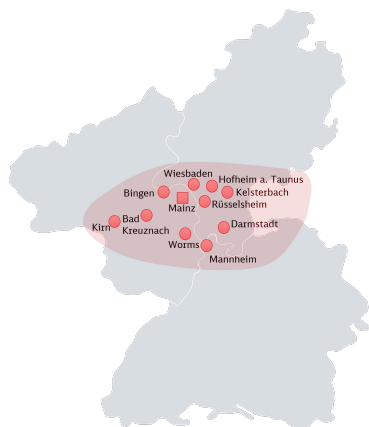 Wiesbaden
Hofheim a. Taunus
Bingen
Kelsterbach
Mainz
Rüsselsheim
Bad
Kreuznach
Kirn
Darmstadt
Worms
Mannheim